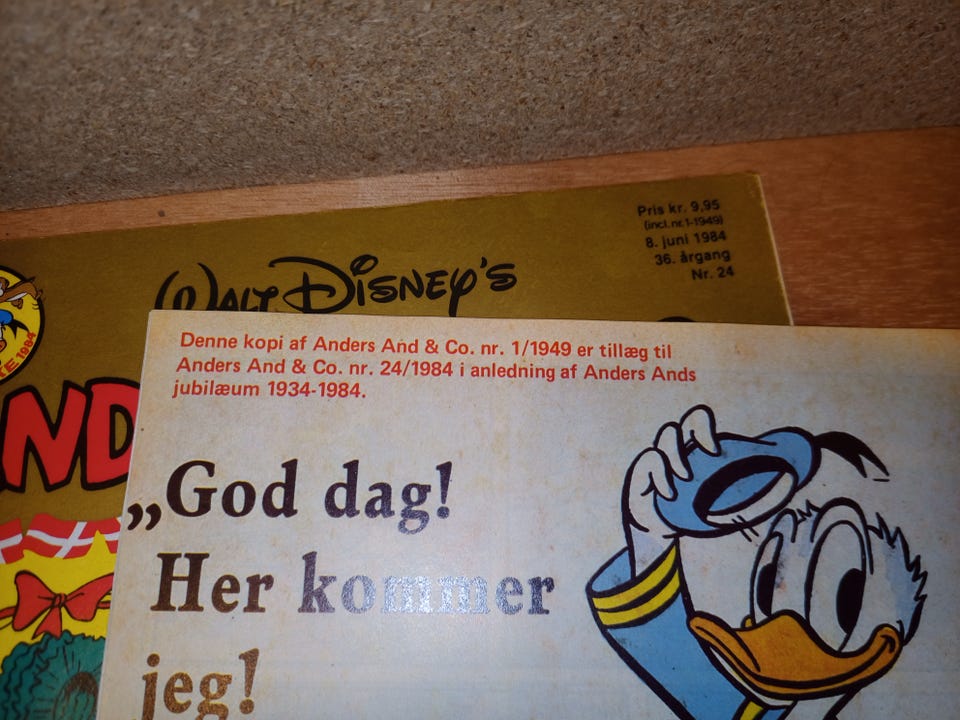 Pris kr. 9,95
(incl. nr. 1-1949)
8. juni 1984
36. årgang
Nr. 24
WALT DISNEY'S
1984
ND
Denne kopi af Anders And & Co. nr. 1/1949 er tillæg til
Anders And & Co. nr. 24/1984 i anledning af Anders Ands
jubilæum 1934-1984.
„God dag!
Her kommer
jeg!